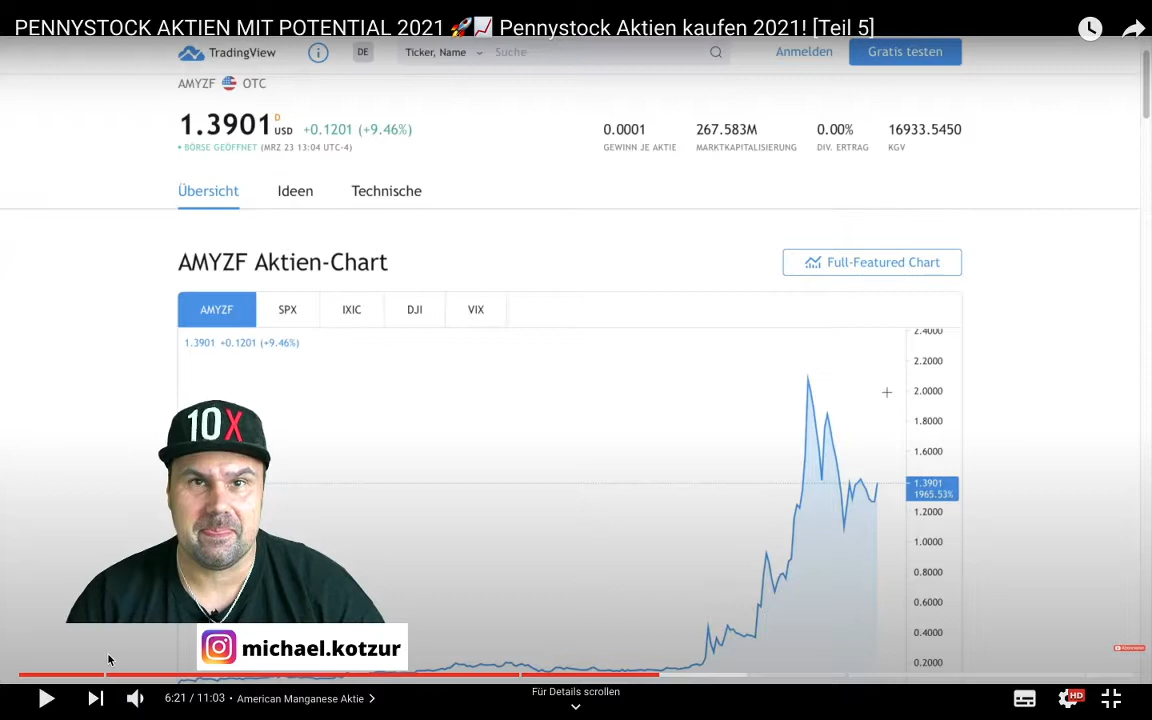 PENNYSTOCK AKTIEN MIT POTENTIAL 2021 🚀📈 Pennystock Aktien kaufen 2021! [Teil 5]
TradingView
DE
Ticker, Name
Suche
Anmelden
Gratis testen
AMYZF OTC
1.3901 D USD +0.1201 (+9.46%)
BÖRSE GEÖFFNET (MRZ 23 13:04 UTC-4)
0.0001 267.583M 0.00% 16933.5450
GEWINN JE AKTIE MARKTKAPITALISIERUNG DIV. ERTRAG KGV
Übersicht Ideen Technische
AMYZF Aktien-Chart
Full-Featured Chart
AMYZF SPX IXIC DJI VIX
1.3901 +0.1201 (+9.46%)
2.4000
2.2000
2.0000
1.8000
1.6000
1.3901
1965.53%
1.2000
1.0000
0.8000
0.6000
0.4000
0.2000
10X
michael.kotzur
6:21 / 11:03 • American Manganese Aktie
Für Details scrollen
HD